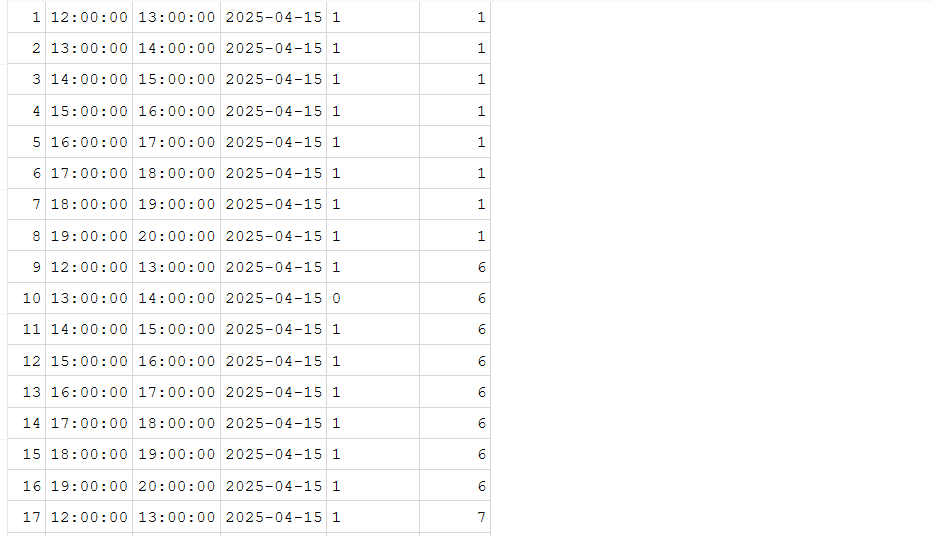 1 12:00:00 13:00:00 2025-04-15 1 1
2 13:00:00 14:00:00 2025-04-15 1 1
3 14:00:00 15:00:00 2025-04-15 1 1
4 15:00:00 16:00:00 2025-04-15 1 1
5 16:00:00 17:00:00 2025-04-15 1 1
6 17:00:00 18:00:00 2025-04-15 1 1
7 18:00:00 19:00:00 2025-04-15 1 1
8 19:00:00 20:00:00 2025-04-15 1 1
9 12:00:00 13:00:00 2025-04-15 1 6
10 13:00:00 14:00:00 2025-04-15 0 6
11 14:00:00 15:00:00 2025-04-15 1 6
12 15:00:00 16:00:00 2025-04-15 1 6
13 16:00:00 17:00:00 2025-04-15 1 6
14 17:00:00 18:00:00 2025-04-15 1 6
15 18:00:00 19:00:00 2025-04-15 1 6
16 19:00:00 20:00:00 2025-04-15 1 6
17 12:00:00 13:00:00 2025-04-15 1 7